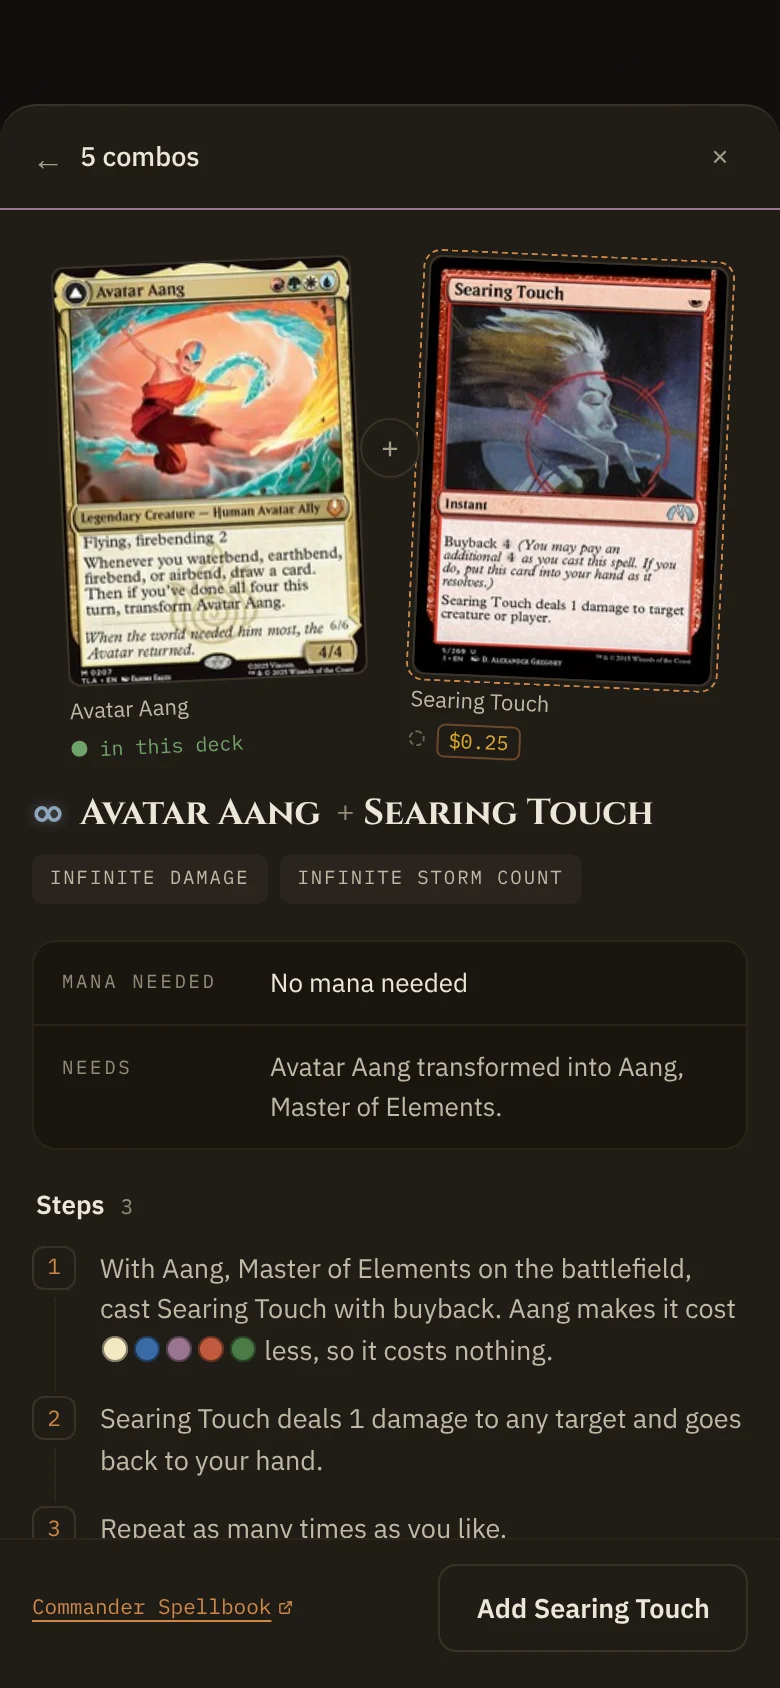 ← 5 combos ×
Avatar Aang
Legendary Creature — Human Avatar Ally
Flying, firebending 2
Whenever you waterbend, earthbend,
firebend, or airbend, draw a card.
Then if you've done all four this
turn, transform Avatar Aang.
When the world needed him most, the 6/6
Avatar returned.
4/4
M 0207
TLA • EN
+
Searing Touch
Instant
Buyback 4 (You may pay an
additional 4 as you cast this spell. If you
do, put this card into your hand as it
resolves.)
Searing Touch deals 1 damage to target
creature or player.
D. Alexander Gregory
Avatar Aang
in this deck
Searing Touch
$0.25
∞ Avatar Aang + Searing Touch
INFINITE DAMAGE INFINITE STORM COUNT
MANA NEEDED No mana needed
NEEDS Avatar Aang transformed into Aang,
Master of Elements.
Steps 3
1 With Aang, Master of Elements on the battlefield,
cast Searing Touch with buyback. Aang makes it cost
less, so it costs nothing.
2 Searing Touch deals 1 damage to any target and goes
back to your hand.
3 Repeat as many times as you like.
Commander Spellbook
Add Searing Touch